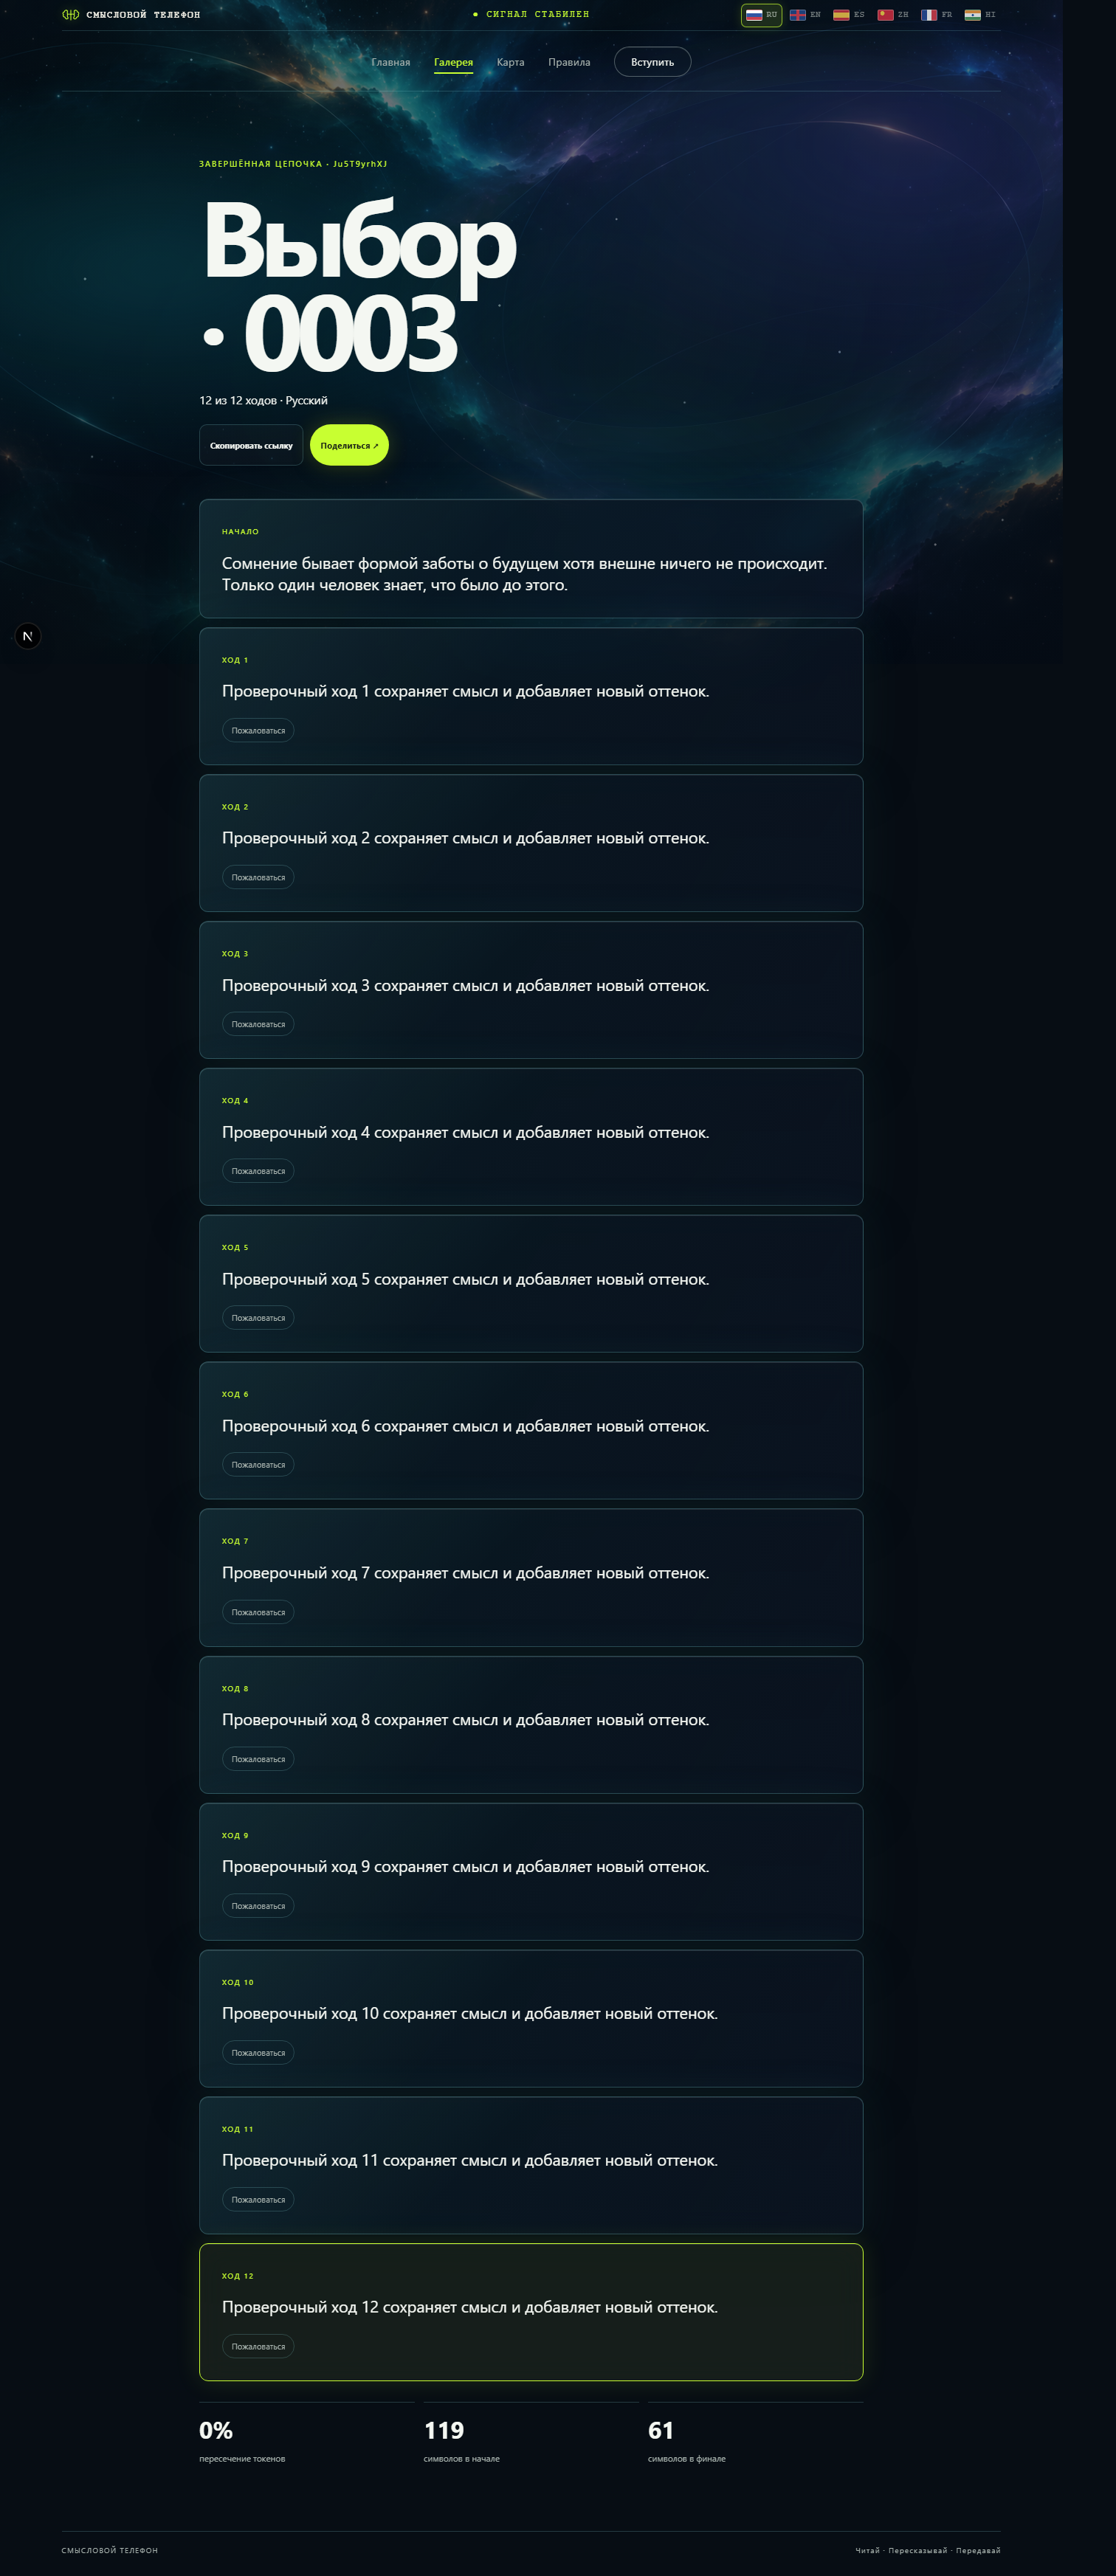 СМЫСЛОВОЙ ТЕЛЕФОН
СИГНАЛ СТАБИЛЕН
RU EN ES ZH FR HI
Главная Галерея Карта Правила Вступить
ЗАВЕРШЁННАЯ ЦЕПОЧКА · Ju5T9yrhXJ
Выбор
· 0003
12 из 12 ходов · Русский
Скопировать ссылку Поделиться ↗
НАЧАЛО
Сомнение бывает формой заботы о будущем хотя внешне ничего не происходит.
Только один человек знает, что было до этого.
N
ХОД 1
Проверочный ход 1 сохраняет смысл и добавляет новый оттенок.
Пожаловаться
ХОД 2
Проверочный ход 2 сохраняет смысл и добавляет новый оттенок.
Пожаловаться
ХОД 3
Проверочный ход 3 сохраняет смысл и добавляет новый оттенок.
Пожаловаться
ХОД 4
Проверочный ход 4 сохраняет смысл и добавляет новый оттенок.
Пожаловаться
ХОД 5
Проверочный ход 5 сохраняет смысл и добавляет новый оттенок.
Пожаловаться
ХОД 6
Проверочный ход 6 сохраняет смысл и добавляет новый оттенок.
Пожаловаться
ХОД 7
Проверочный ход 7 сохраняет смысл и добавляет новый оттенок.
Пожаловаться
ХОД 8
Проверочный ход 8 сохраняет смысл и добавляет новый оттенок.
Пожаловаться
ХОД 9
Проверочный ход 9 сохраняет смысл и добавляет новый оттенок.
Пожаловаться
ХОД 10
Проверочный ход 10 сохраняет смысл и добавляет новый оттенок.
Пожаловаться
ХОД 11
Проверочный ход 11 сохраняет смысл и добавляет новый оттенок.
Пожаловаться
ХОД 12
Проверочный ход 12 сохраняет смысл и добавляет новый оттенок.
Пожаловаться
0% 119 61
пересечение токенов символов в начале символов в финале
СМЫСЛОВОЙ ТЕЛЕФОН Читай · Пересказывай · Передавай